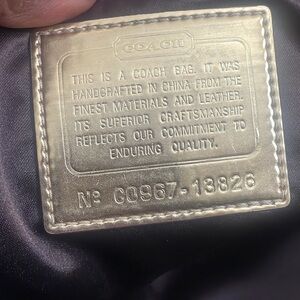 COACH
THIS IS A COACH BAG. IT WAS
HANDCRAFTED IN CHINA FROM THE
FINEST MATERIALS AND LEATHER.
ITS SUPERIOR CRAFTSMANSHIP
REFLECTS OUR COMMITMENT TO
ENDURING QUALITY.
Nº C0967-13826